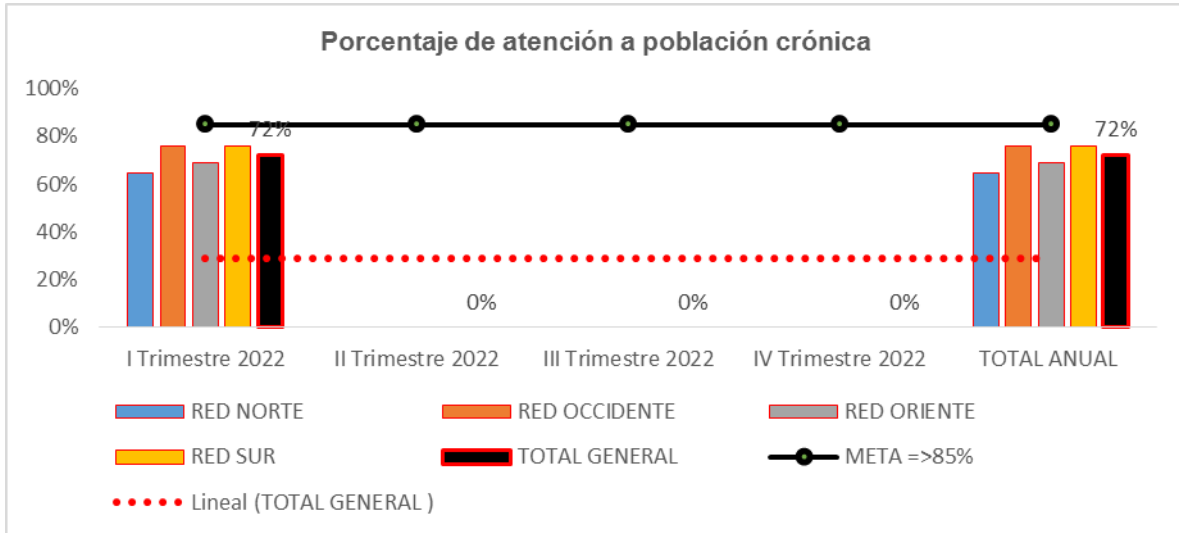 Porcentaje de atención a población crónica
100%
80%
60%
40%
20%
0%
72%
0%
0%
0%
72%
I Trimestre 2022
II Trimestre 2022
III Trimestre 2022
IV Trimestre 2022
TOTAL ANUAL
RED NORTE
RED OCCIDENTE
RED ORIENTE
RED SUR
TOTAL GENERAL
META =>85%
Lineal (TOTAL GENERAL )